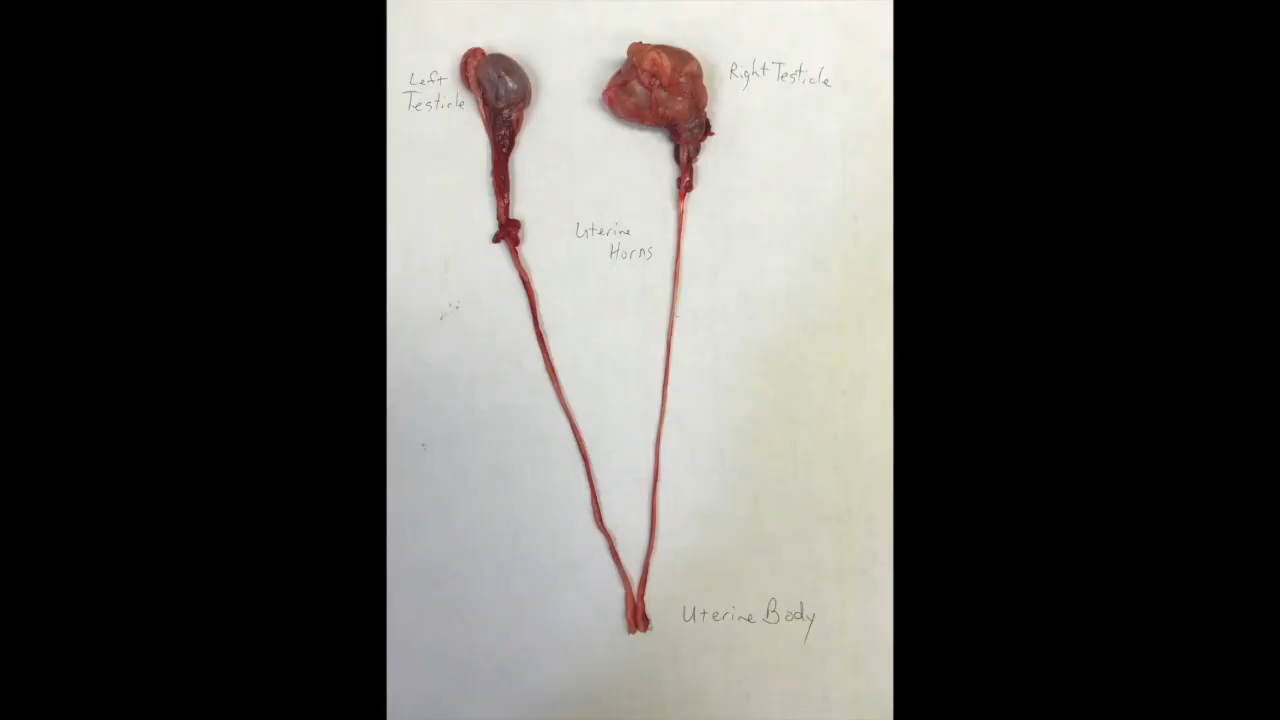 Left
Testicle
Right Testicle
Uterine
Horns
Uterine Body